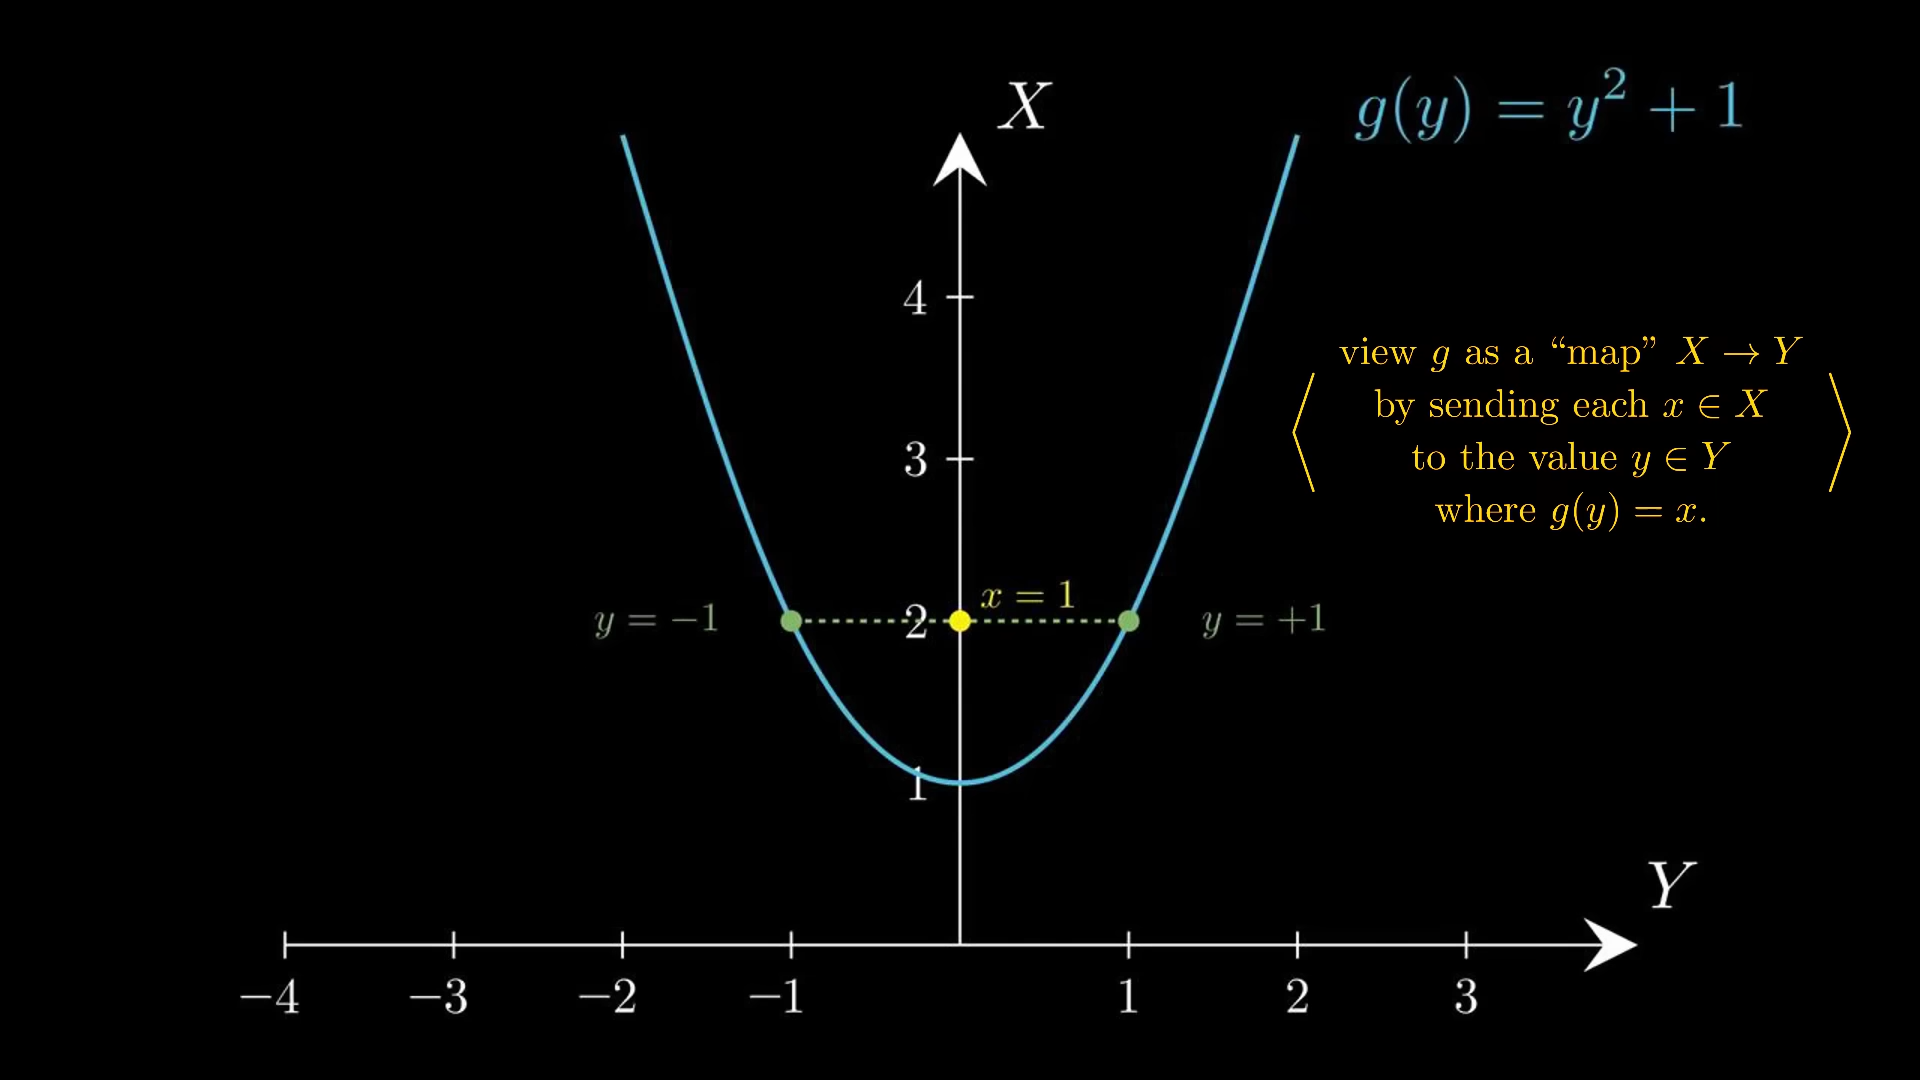 X
g(y) = y² + 1
4
view g as a “map” X → Y
by sending each x ∈ X
to the value y ∈ Y
where g(y) = x.
3
x = 1
y = −1
2
y = +1
1
Y
−4 −3 −2 −1 1 2 3